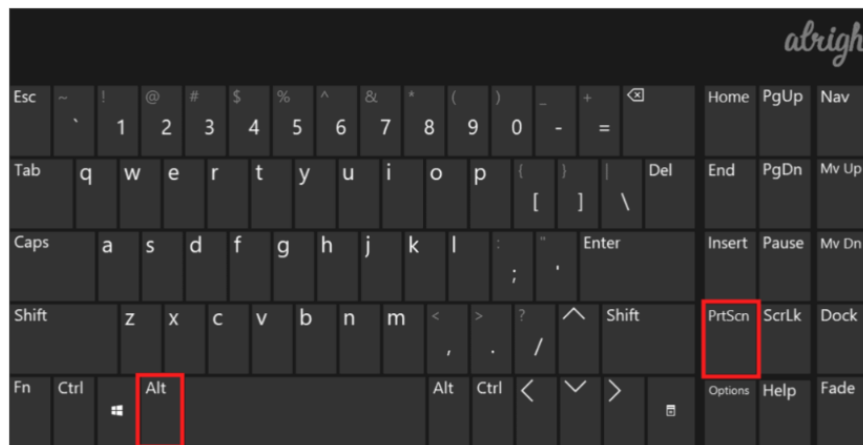 alrigh
Esc ~ ` ! 1 @ 2 # 3 $ 4 % 5 ^ 6 & 7 * 8 ( 9 ) 0 _ - + = Home PgUp Nav
Tab q w e r t y u i o p { [ } ] | \ Del End PgDn Mv Up
Caps a s d f g h j k l : ; " ' Enter Insert Pause Mv Dn
Shift z x c v b n m < , > . ? / Shift PrtScn ScrLk Dock
Fn Ctrl Alt Alt Ctrl Options Help Fade